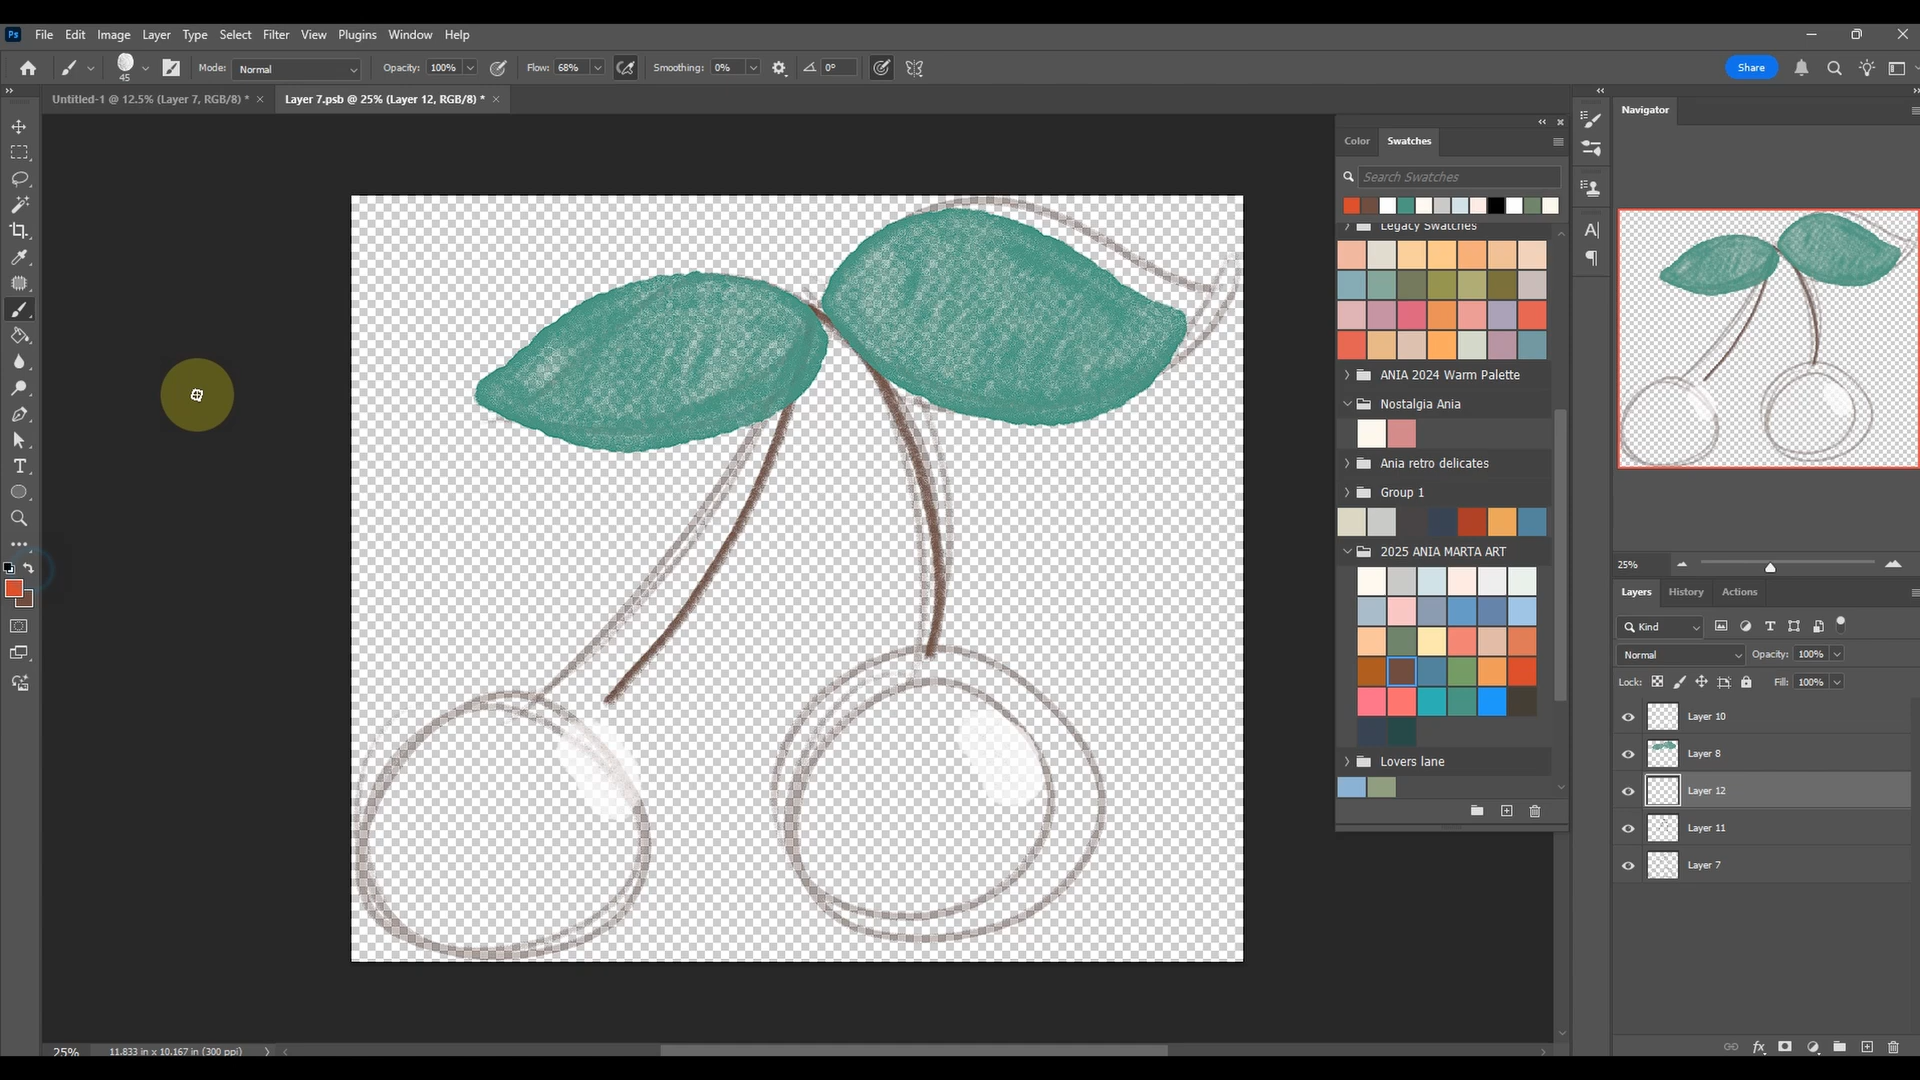 Ps File Edit Image Layer Type Select Filter View Plugins Window Help
45 Mode: Normal Opacity: 100% Flow: 68% Smoothing: 0% 0° Share
Untitled-1 @ 12.5% (Layer 7, RGB/8) * Layer 7.psb @ 25% (Layer 12, RGB/8) *
Navigator
Color Swatches
Search Swatches
Legacy Swatches
ANIA 2024 Warm Palette
Nostalgia Ania
Ania retro delicates
Group 1
2025 ANIA MARTA ART
Lovers lane
25%
Layers History Actions
Kind
Normal Opacity: 100%
Lock: Fill: 100%
Layer 10
Layer 8
Layer 12
Layer 11
Layer 7
25% 11.833 in x 10.167 in (300 ppi)